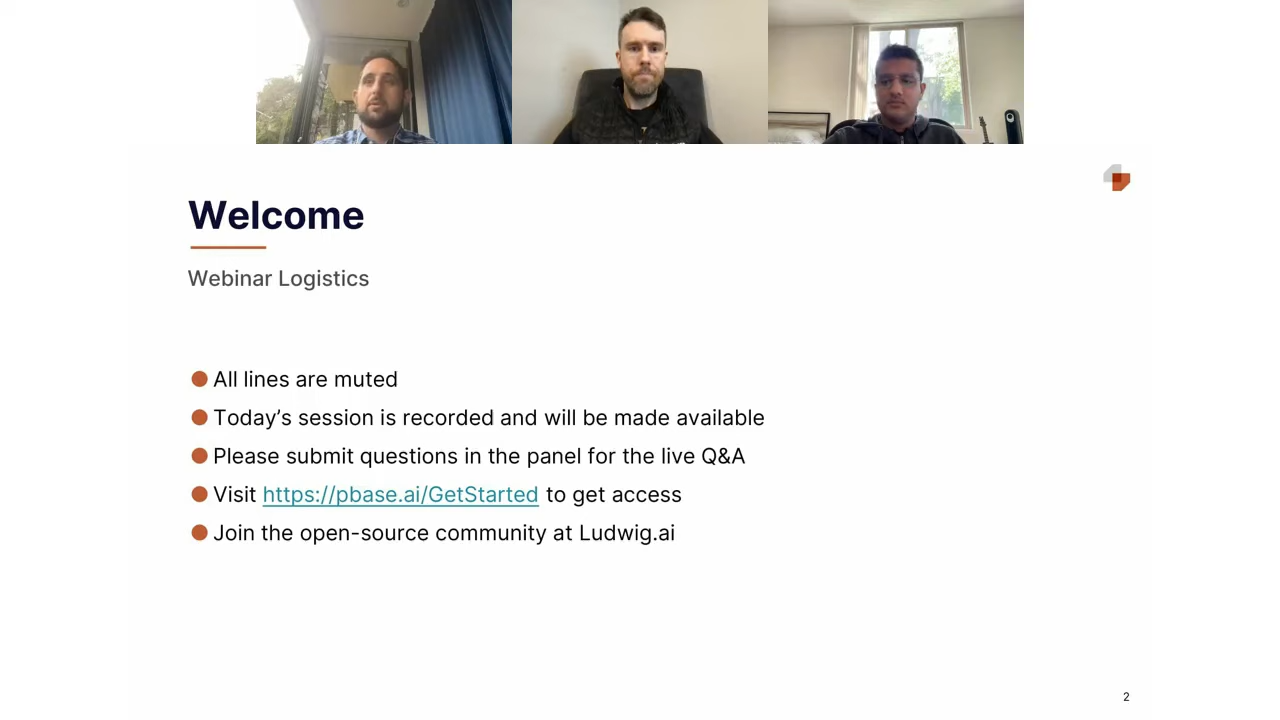 Welcome
Webinar Logistics
All lines are muted
Today’s session is recorded and will be made available
Please submit questions in the panel for the live Q&A
Visit https://pbase.ai/GetStarted to get access
Join the open-source community at Ludwig.ai
2